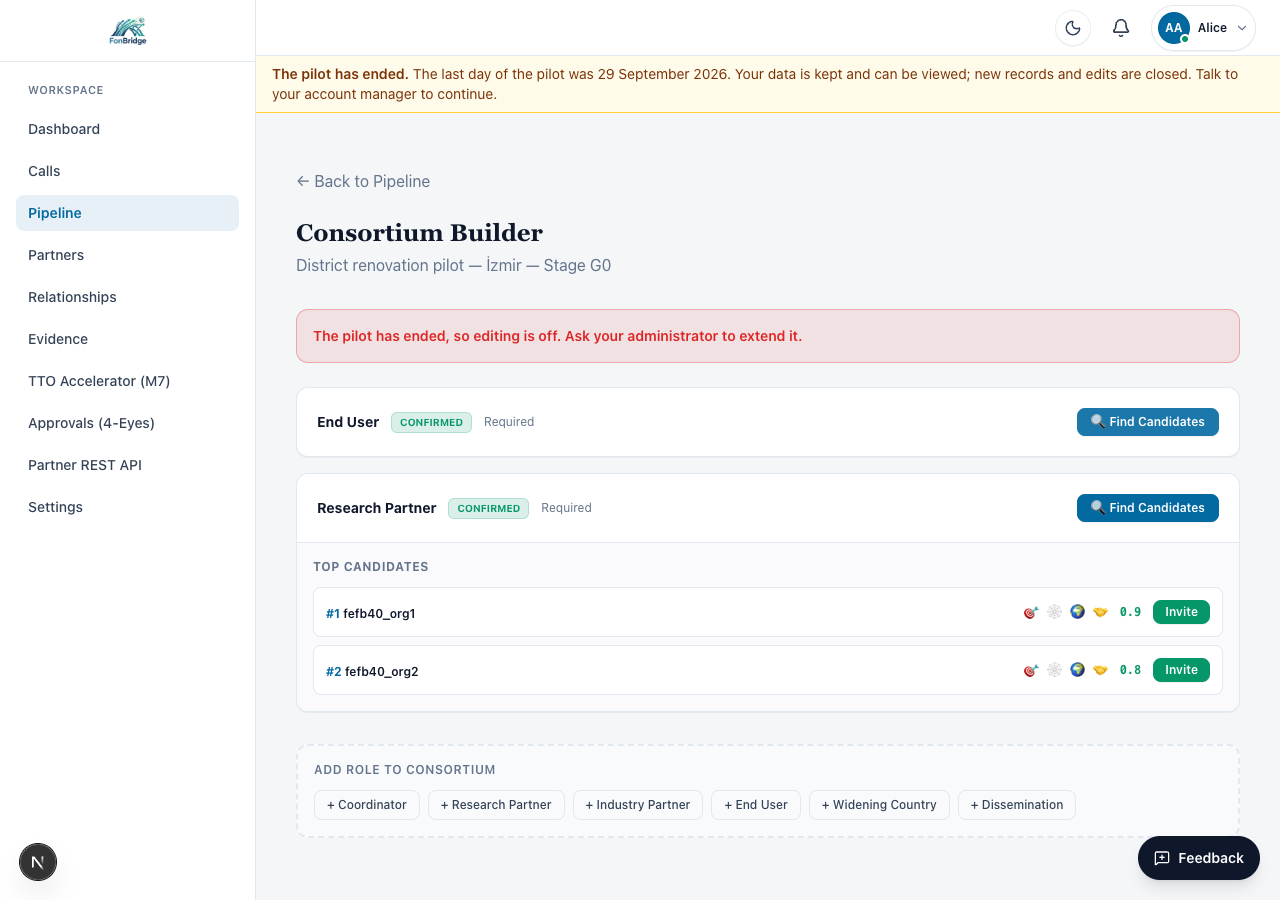 FonBridge
AA
Alice
The pilot has ended. The last day of the pilot was 29 September 2026. Your data is kept and can be viewed; new records and edits are closed. Talk to
your account manager to continue.
WORKSPACE
Dashboard
Calls
Pipeline
Partners
Relationships
Evidence
TTO Accelerator (M7)
Approvals (4-Eyes)
Partner REST API
Settings
← Back to Pipeline
Consortium Builder
District renovation pilot — İzmir — Stage G0
The pilot has ended, so editing is off. Ask your administrator to extend it.
End User CONFIRMED Required 🔍 Find Candidates
Research Partner CONFIRMED Required 🔍 Find Candidates
TOP CANDIDATES
#1 fefb40_org1 🎯 🕸️ 🌍 🤝 0.9 Invite
#2 fefb40_org2 🎯 🕸️ 🌍 🤝 0.8 Invite
ADD ROLE TO CONSORTIUM
+ Coordinator + Research Partner + Industry Partner + End User + Widening Country + Dissemination
N
Feedback